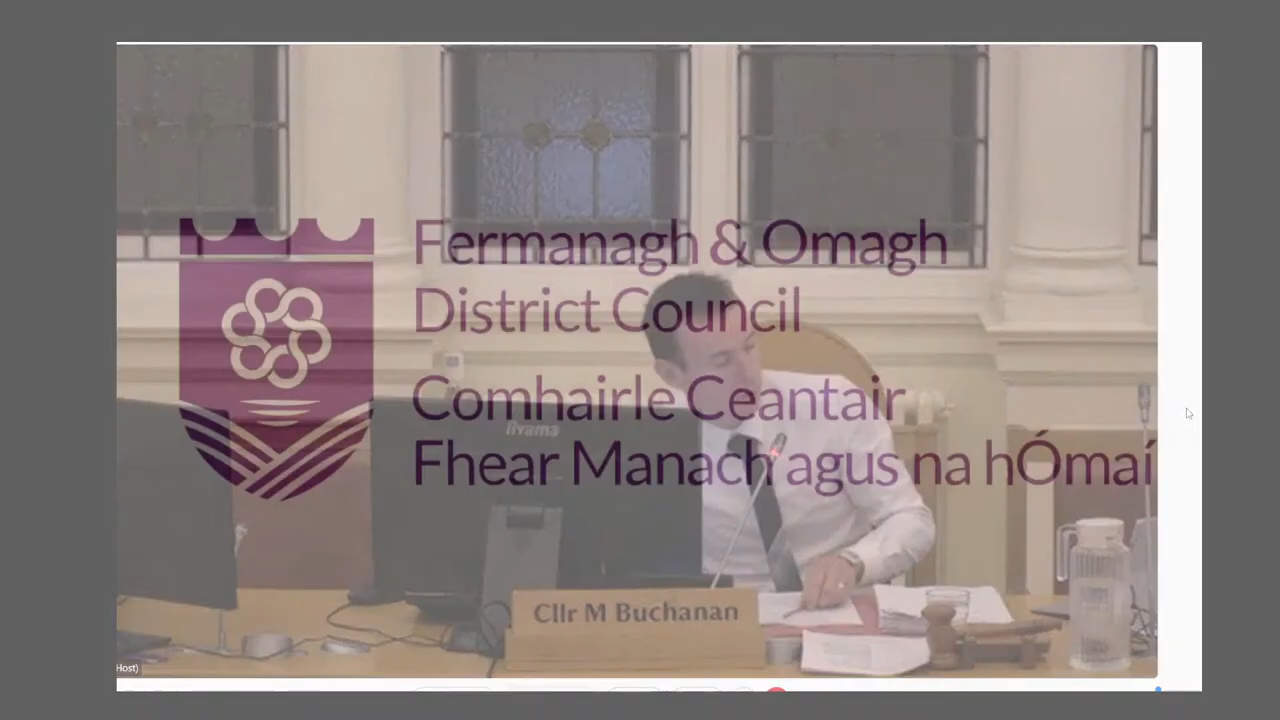 Fermanagh & Omagh
District Council
Comhairle Ceantair
Fhear Manach agus na hÓmaí
iiyama
Cllr M Buchanan
Host)